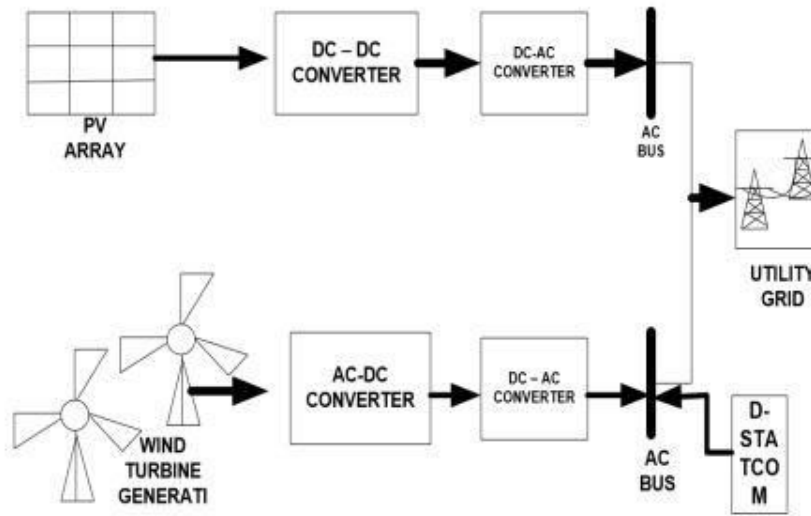 DC – DC
CONVERTER
DC-AC
CONVERTER
PV
ARRAY
AC
BUS
UTILITY
GRID
AC-DC
CONVERTER
DC – AC
CONVERTER
WIND
TURBINE
GENERATI
AC
BUS
D-
STA
TCO
M